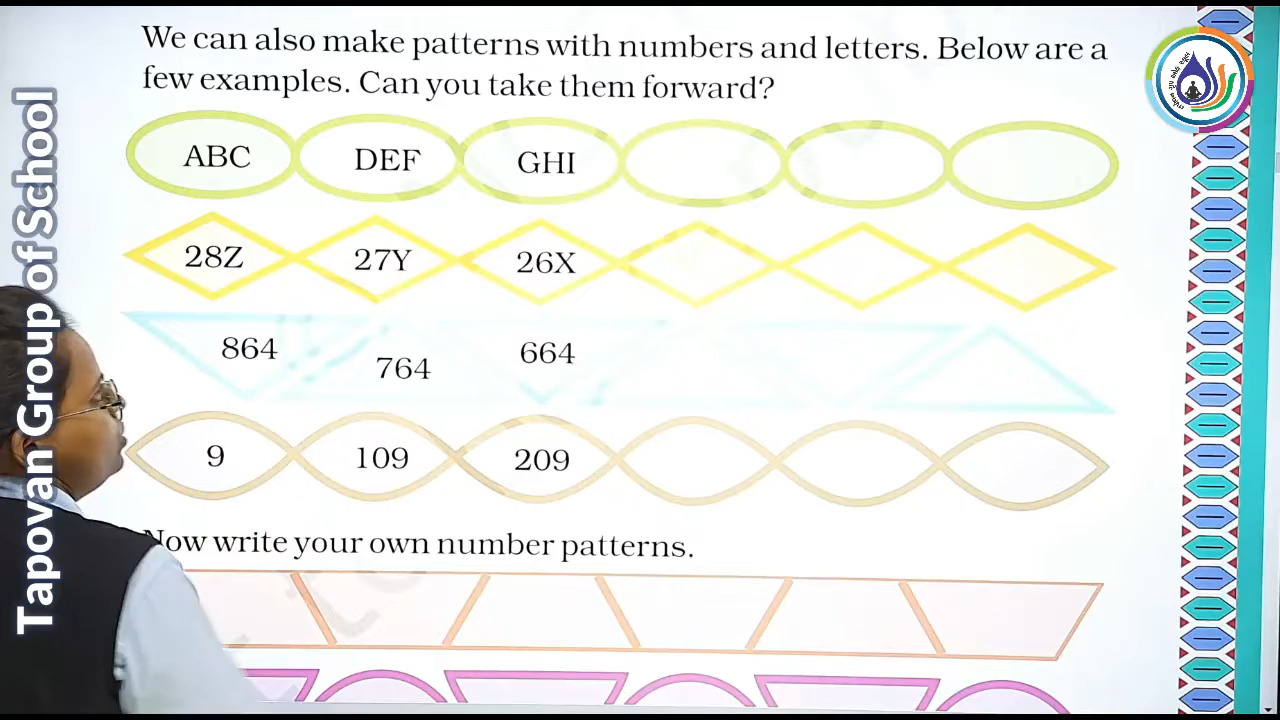 We can also make patterns with numbers and letters. Below are a
few examples. Can you take them forward?
ABC DEF GHI
28Z 27Y 26X
864 764 664
9 109 209
Now write your own number patterns.
Tapovan Group of School